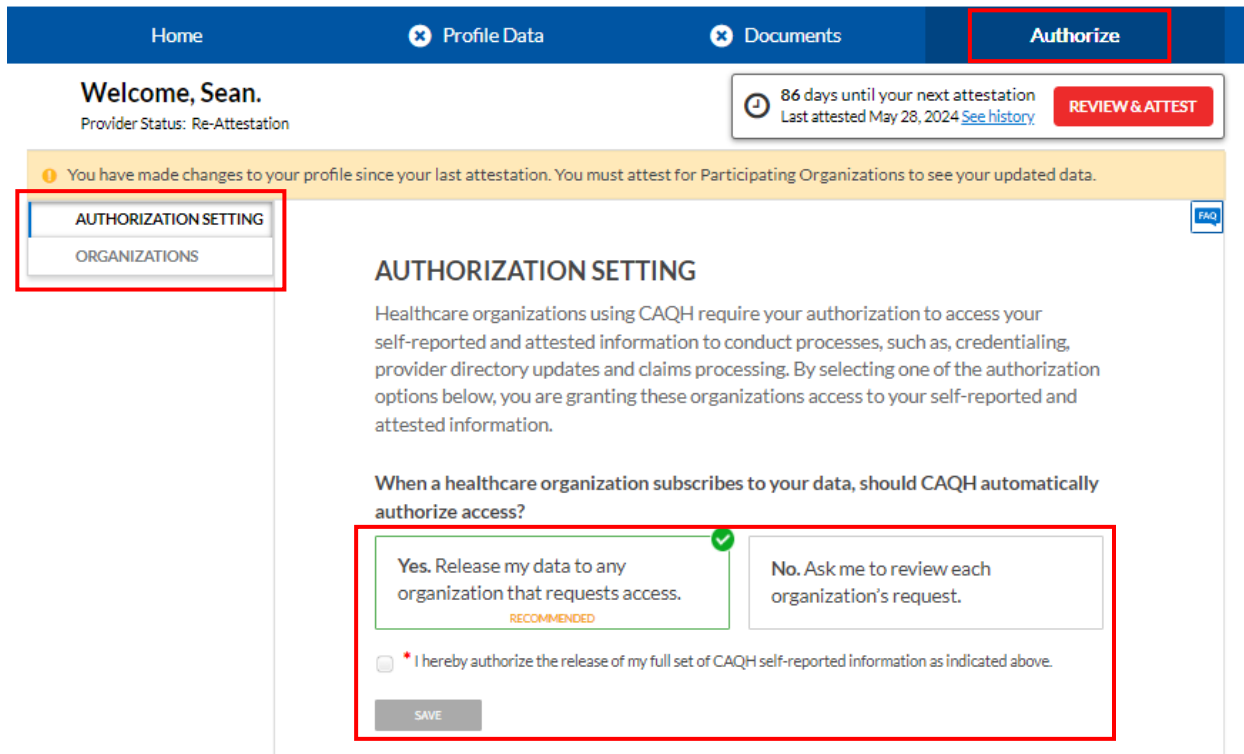 Home
Profile Data
Documents
Authorize
Welcome, Sean.
Provider Status: Re-Attestation
86 days until your next attestation
Last attested May 28, 2024 See history
REVIEW & ATTEST
You have made changes to your profile since your last attestation. You must attest for Participating Organizations to see your updated data.
AUTHORIZATION SETTING
ORGANIZATIONS
FAQ
AUTHORIZATION SETTING
Healthcare organizations using CAQH require your authorization to access your
self-reported and attested information to conduct processes, such as, credentialing,
provider directory updates and claims processing. By selecting one of the authorization
options below, you are granting these organizations access to your self-reported and
attested information.
When a healthcare organization subscribes to your data, should CAQH automatically
authorize access?
Yes. Release my data to any
organization that requests access.
RECOMMENDED
No. Ask me to review each
organization's request.
* I hereby authorize the release of my full set of CAQH self-reported information as indicated above.
SAVE